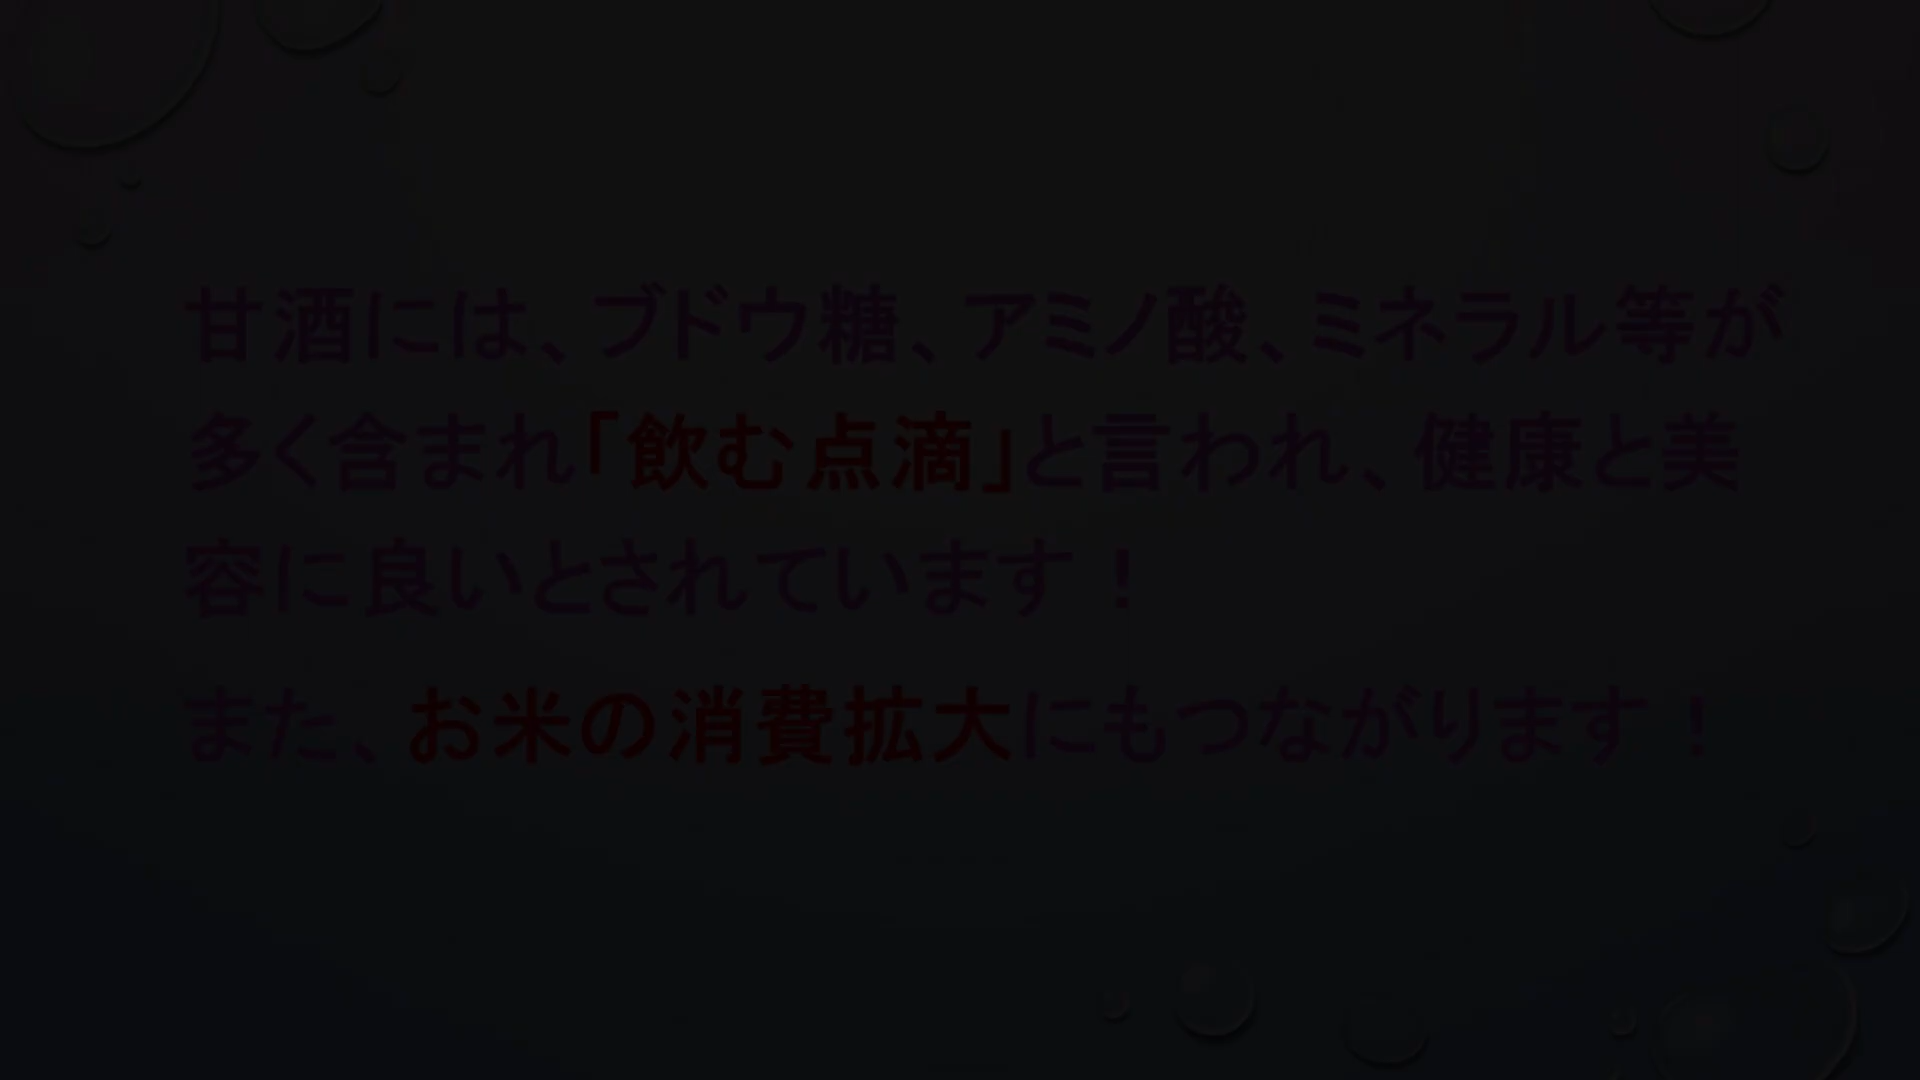 甘酒には、ブドウ糖、アミノ酸、ミネラル等が
多く含まれ「飲む点滴」と言われ、健康と美
容に良いとされています！
また、お米の消費拡大にもつながります！